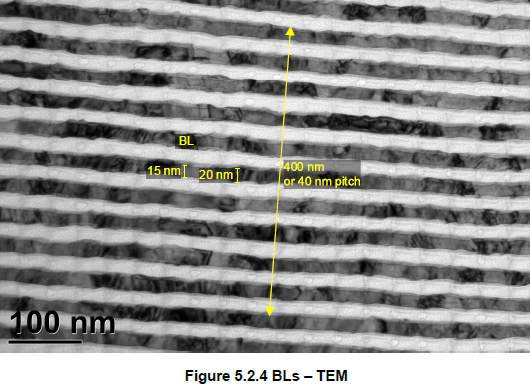 BL
15 nm
20 nm
400 nm
or 40 nm pitch
100 nm
Figure 5.2.4 BLs – TEM